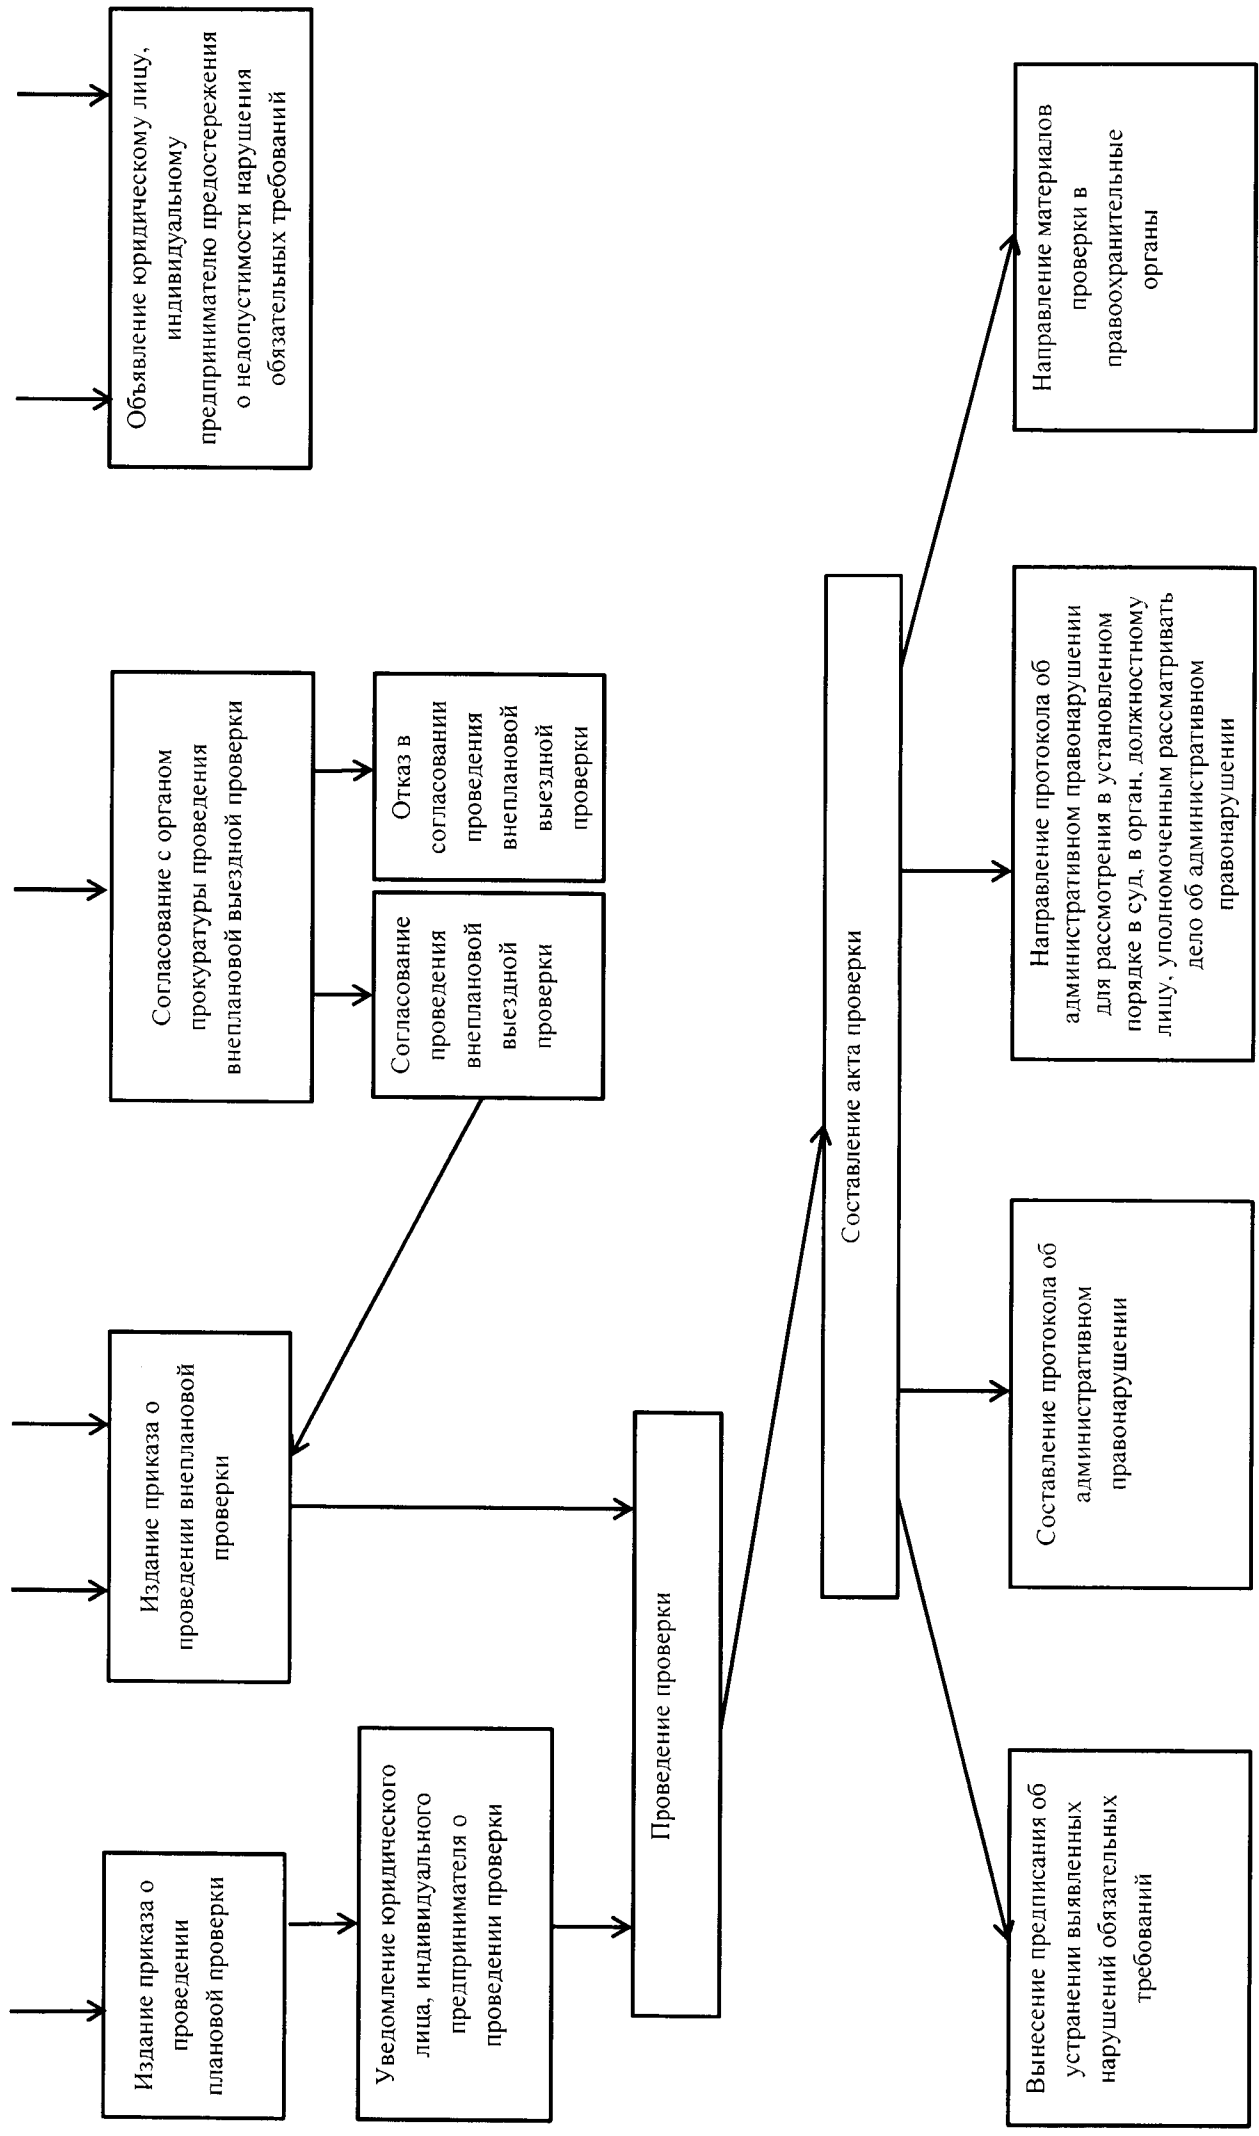 Издание приказа о
проведении
плановой проверки
Издание приказа о
проведении внеплановой
проверки
Согласование с органом
прокуратуры проведения
внеплановой выездной проверки
Объявление юридическому лицу,
индивидуальному
предпринимателю предостережения
о недопустимости нарушения
обязательных требований
Уведомление юридического
лица, индивидуального
предпринимателя о
проведении проверки
Согласование
проведения
внеплановой
выездной
проверки
Отказ в
согласовании
проведения
внеплановой
выездной
проверки
Проведение проверки
Составление акта проверки
Вынесение предписания об
устранении выявленных
нарушений обязательных
требований
Составление протокола об
административном
правонарушении
Направление протокола об
административном правонарушении
для рассмотрения в установленном
порядке в суд, в орган, должностному
лицу, уполномоченным рассматривать
дело об административном
правонарушении
Направление материалов
проверки в
правоохранительные
органы